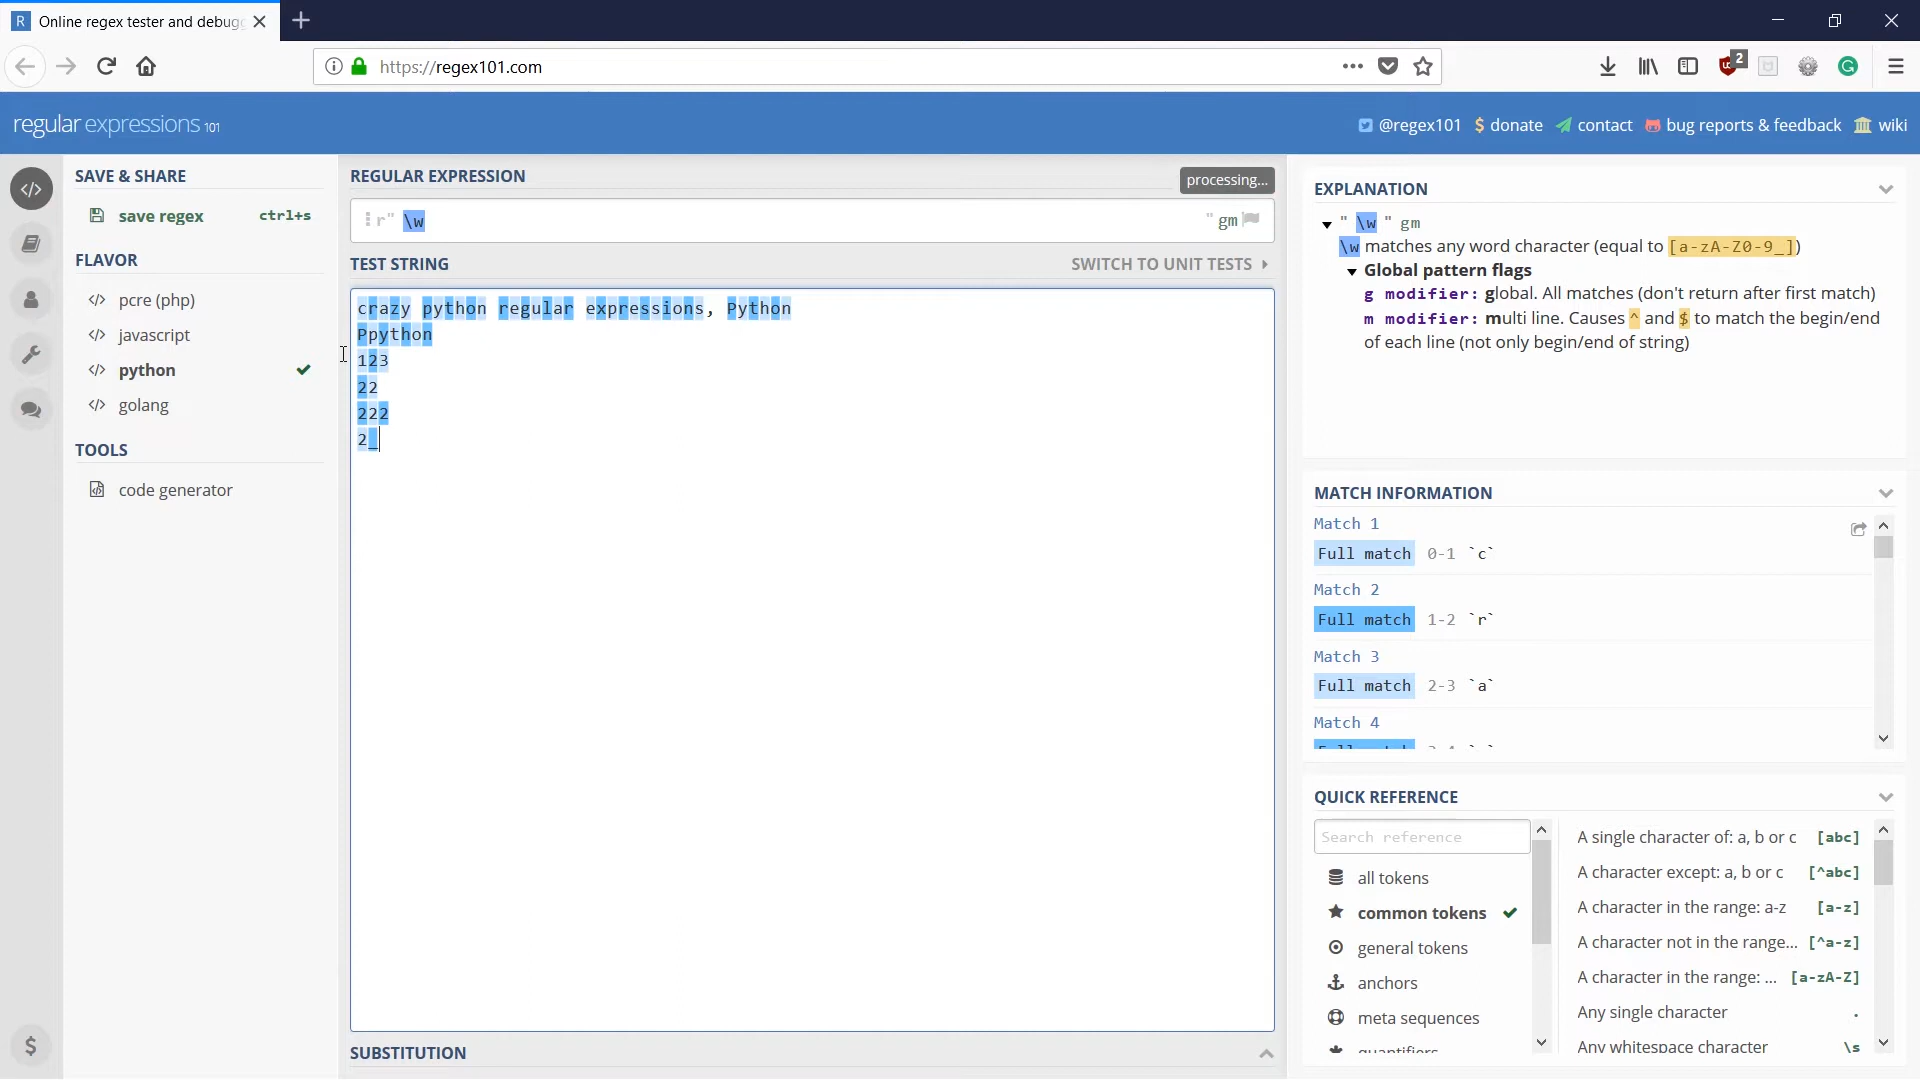 R Online regex tester and debugg
https://regex101.com
2
regular expressions 101
@regex101 $ donate contact bug reports & feedback wiki
SAVE & SHARE
save regex ctrl+s
FLAVOR
</> pcre (php)
</> javascript
</> python
</> golang
TOOLS
code generator
$
REGULAR EXPRESSION
processing...
r" \w " gm
TEST STRING
SWITCH TO UNIT TESTS
crazy python regular expressions, Python
Ppython
123
22
222
2_
SUBSTITUTION
EXPLANATION
" \w " gm
\w matches any word character (equal to [a-zA-Z0-9_])
Global pattern flags
g modifier: global. All matches (don't return after first match)
m modifier: multi line. Causes ^ and $ to match the begin/end
of each line (not only begin/end of string)
MATCH INFORMATION
Match 1
Full match 0-1 `c`
Match 2
Full match 1-2 `r`
Match 3
Full match 2-3 `a`
Match 4
QUICK REFERENCE
Search reference
all tokens
common tokens
general tokens
anchors
meta sequences
quantifiers
A single character of: a, b or c [abc]
A character except: a, b or c [^abc]
A character in the range: a-z [a-z]
A character not in the range... [^a-z]
A character in the range: ... [a-zA-Z]
Any single character .
Any whitespace character \s